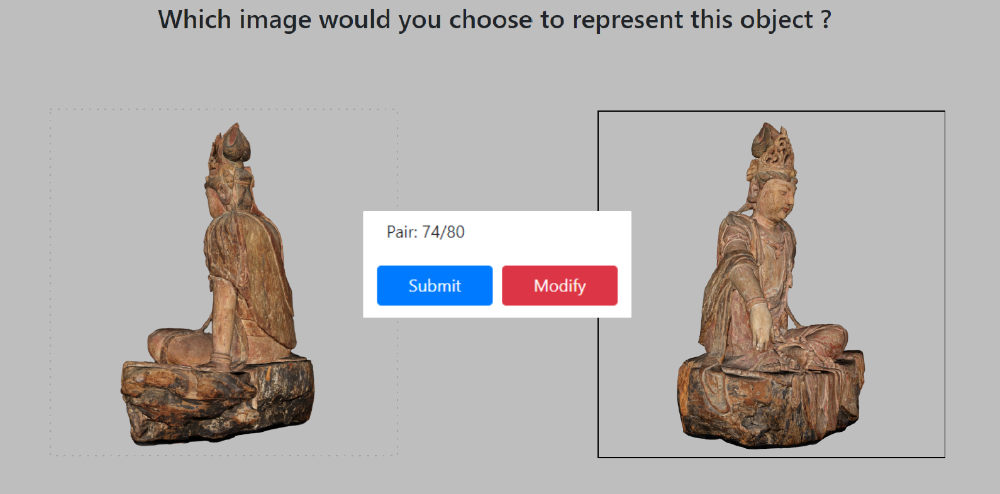 Which image would you choose to represent this object ?
Pair: 74/80
Submit
Modify